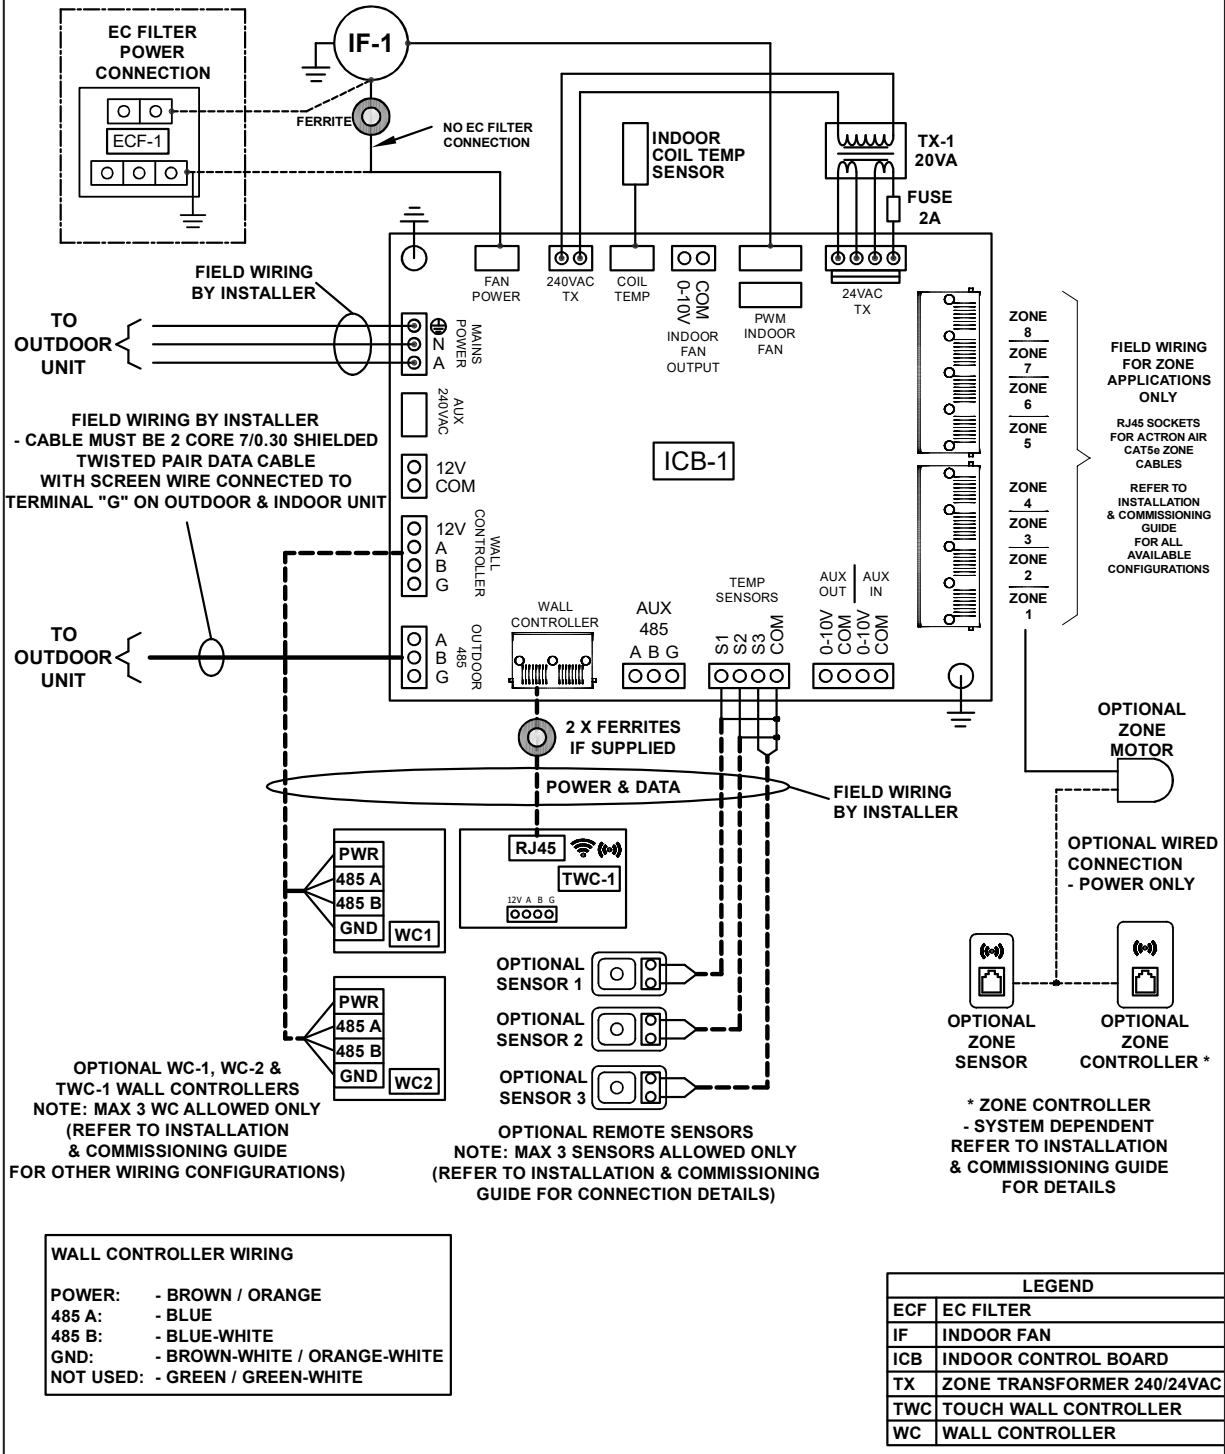 EC FILTER
POWER
CONNECTION
ECF-1
IF-1
FERRITE
NO EC FILTER
CONNECTION
INDOOR
COIL TEMP
SENSOR
TX-1
20VA
FUSE
2A
FIELD WIRING
BY INSTALLER
TO
OUTDOOR
UNIT
FAN
POWER
240VAC
TX
COIL
TEMP
0-10V
COM
INDOOR
FAN
OUTPUT
PWM
INDOOR
FAN
24VAC
TX
N
A
MAINS
POWER
AUX
240VAC
12V
COM
12V
A
B
G
WALL
CONTROLLER
A
B
G
OUTDOOR
485
ICB-1
FIELD WIRING BY INSTALLER
- CABLE MUST BE 2 CORE 7/0.30 SHIELDED
TWISTED PAIR DATA CABLE
WITH SCREEN WIRE CONNECTED TO
TERMINAL "G" ON OUTDOOR & INDOOR UNIT
TO
OUTDOOR
UNIT
WALL
CONTROLLER
AUX
485
A B G
TEMP
SENSORS
S1
S2
S3
COM
AUX
OUT
AUX
IN
0-10V
COM
0-10V
COM
ZONE
8
ZONE
7
ZONE
6
ZONE
5
ZONE
4
ZONE
3
ZONE
2
ZONE
1
FIELD WIRING
FOR ZONE
APPLICATIONS
ONLY
RJ45 SOCKETS
FOR ACTRON AIR
CAT5e ZONE
CABLES
REFER TO
INSTALLATION
& COMMISSIONING
GUIDE
FOR ALL
AVAILABLE
CONFIGURATIONS
2 X FERRITES
IF SUPPLIED
POWER & DATA
FIELD WIRING
BY INSTALLER
OPTIONAL
ZONE
MOTOR
OPTIONAL WIRED
CONNECTION
- POWER ONLY
PWR
485 A
485 B
GND
WC1
RJ45
TWC-1
12V A B G
PWR
485 A
485 B
GND
WC2
OPTIONAL
SENSOR 1
OPTIONAL
SENSOR 2
OPTIONAL
SENSOR 3
OPTIONAL
ZONE
SENSOR
OPTIONAL
ZONE
CONTROLLER *
OPTIONAL WC-1, WC-2 &
TWC-1 WALL CONTROLLERS
NOTE: MAX 3 WC ALLOWED ONLY
(REFER TO INSTALLATION
& COMMISSIONING GUIDE
FOR OTHER WIRING CONFIGURATIONS)
OPTIONAL REMOTE SENSORS
NOTE: MAX 3 SENSORS ALLOWED ONLY
(REFER TO INSTALLATION & COMMISSIONING
GUIDE FOR CONNECTION DETAILS)
* ZONE CONTROLLER
- SYSTEM DEPENDENT
REFER TO INSTALLATION
& COMMISSIONING GUIDE
FOR DETAILS
WALL CONTROLLER WIRING
POWER: - BROWN / ORANGE
485 A: - BLUE
485 B: - BLUE-WHITE
GND: - BROWN-WHITE / ORANGE-WHITE
NOT USED: - GREEN / GREEN-WHITE
LEGEND
ECF EC FILTER
IF INDOOR FAN
ICB INDOOR CONTROL BOARD
TX ZONE TRANSFORMER 240/24VAC
TWC TOUCH WALL CONTROLLER
WC WALL CONTROLLER